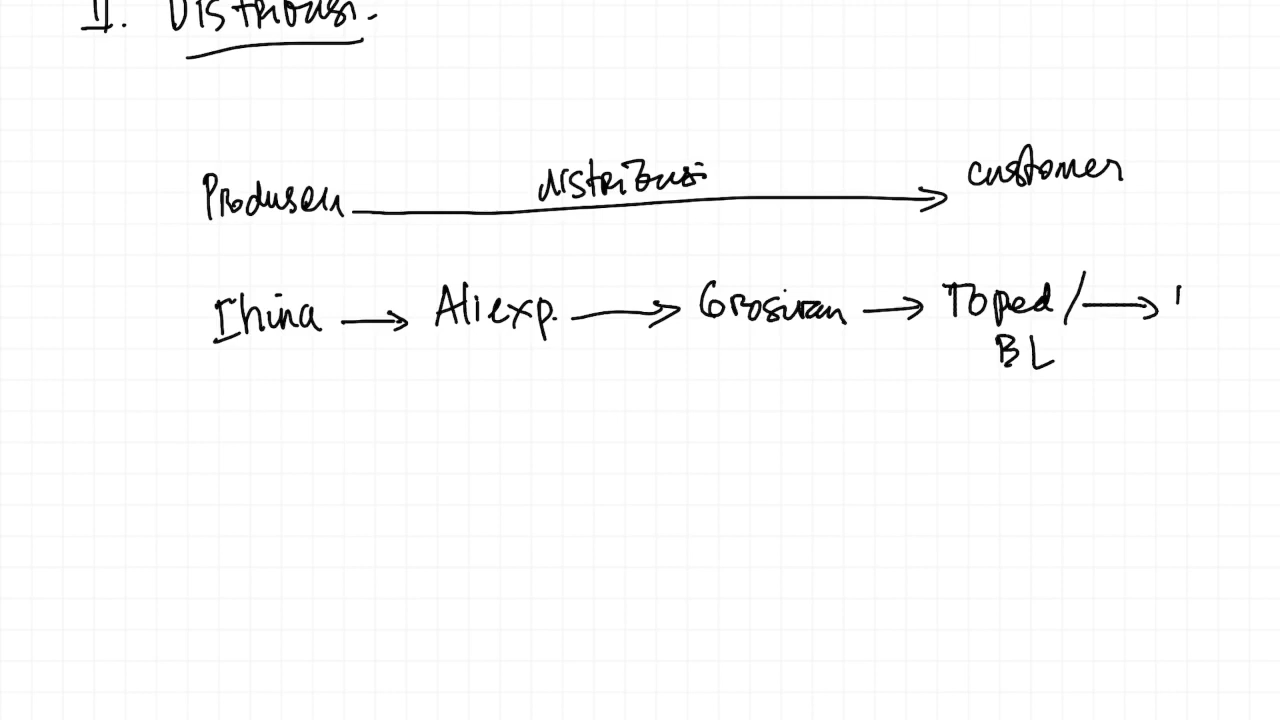 II. Distribusi.
Produsen distribusi customer
China → Aliexp. → Grosiran → Toped / →
BL